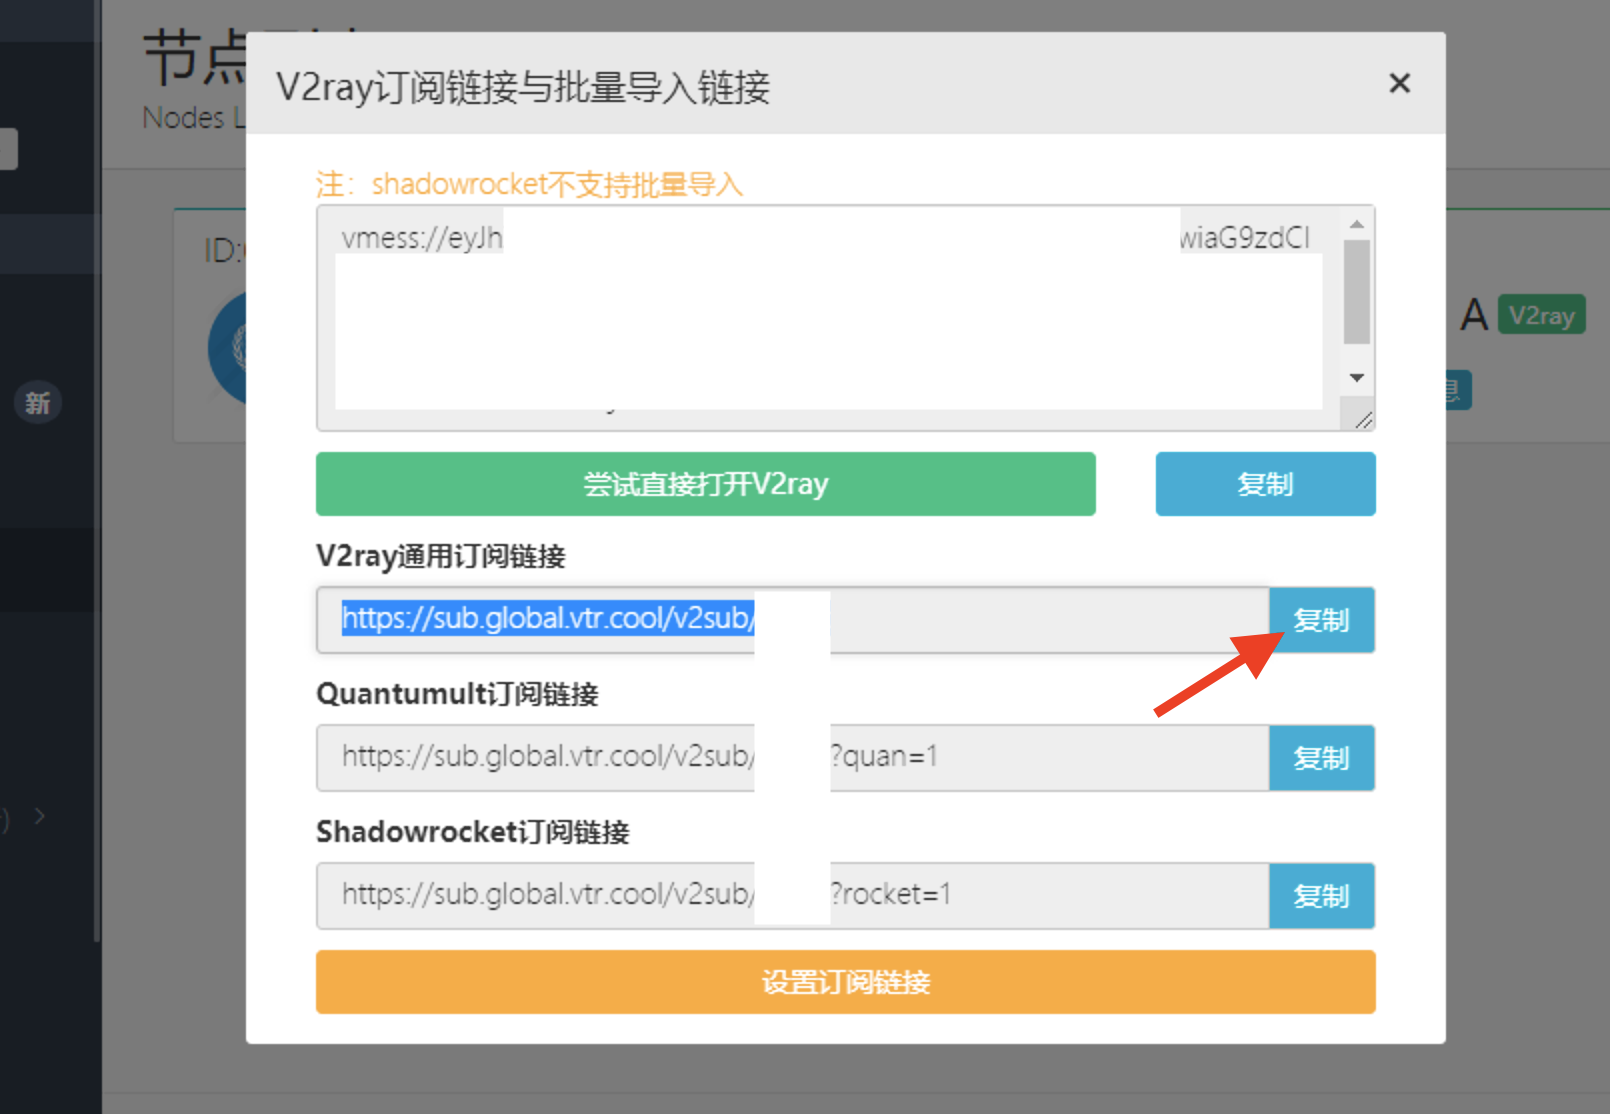 节点
Nodes L
V2ray订阅链接与批量导入链接
×
注：shadowrocket不支持批量导入
vmess://eyJh
wiaG9zdCI
ID:
A V2ray
息
新
尝试直接打开V2ray
复制
V2ray通用订阅链接
https://sub.global.vtr.cool/v2sub/
复制
Quantumult订阅链接
https://sub.global.vtr.cool/v2sub/ ?quan=1
复制
Shadowrocket订阅链接
https://sub.global.vtr.cool/v2sub/ ?rocket=1
复制
设置订阅链接